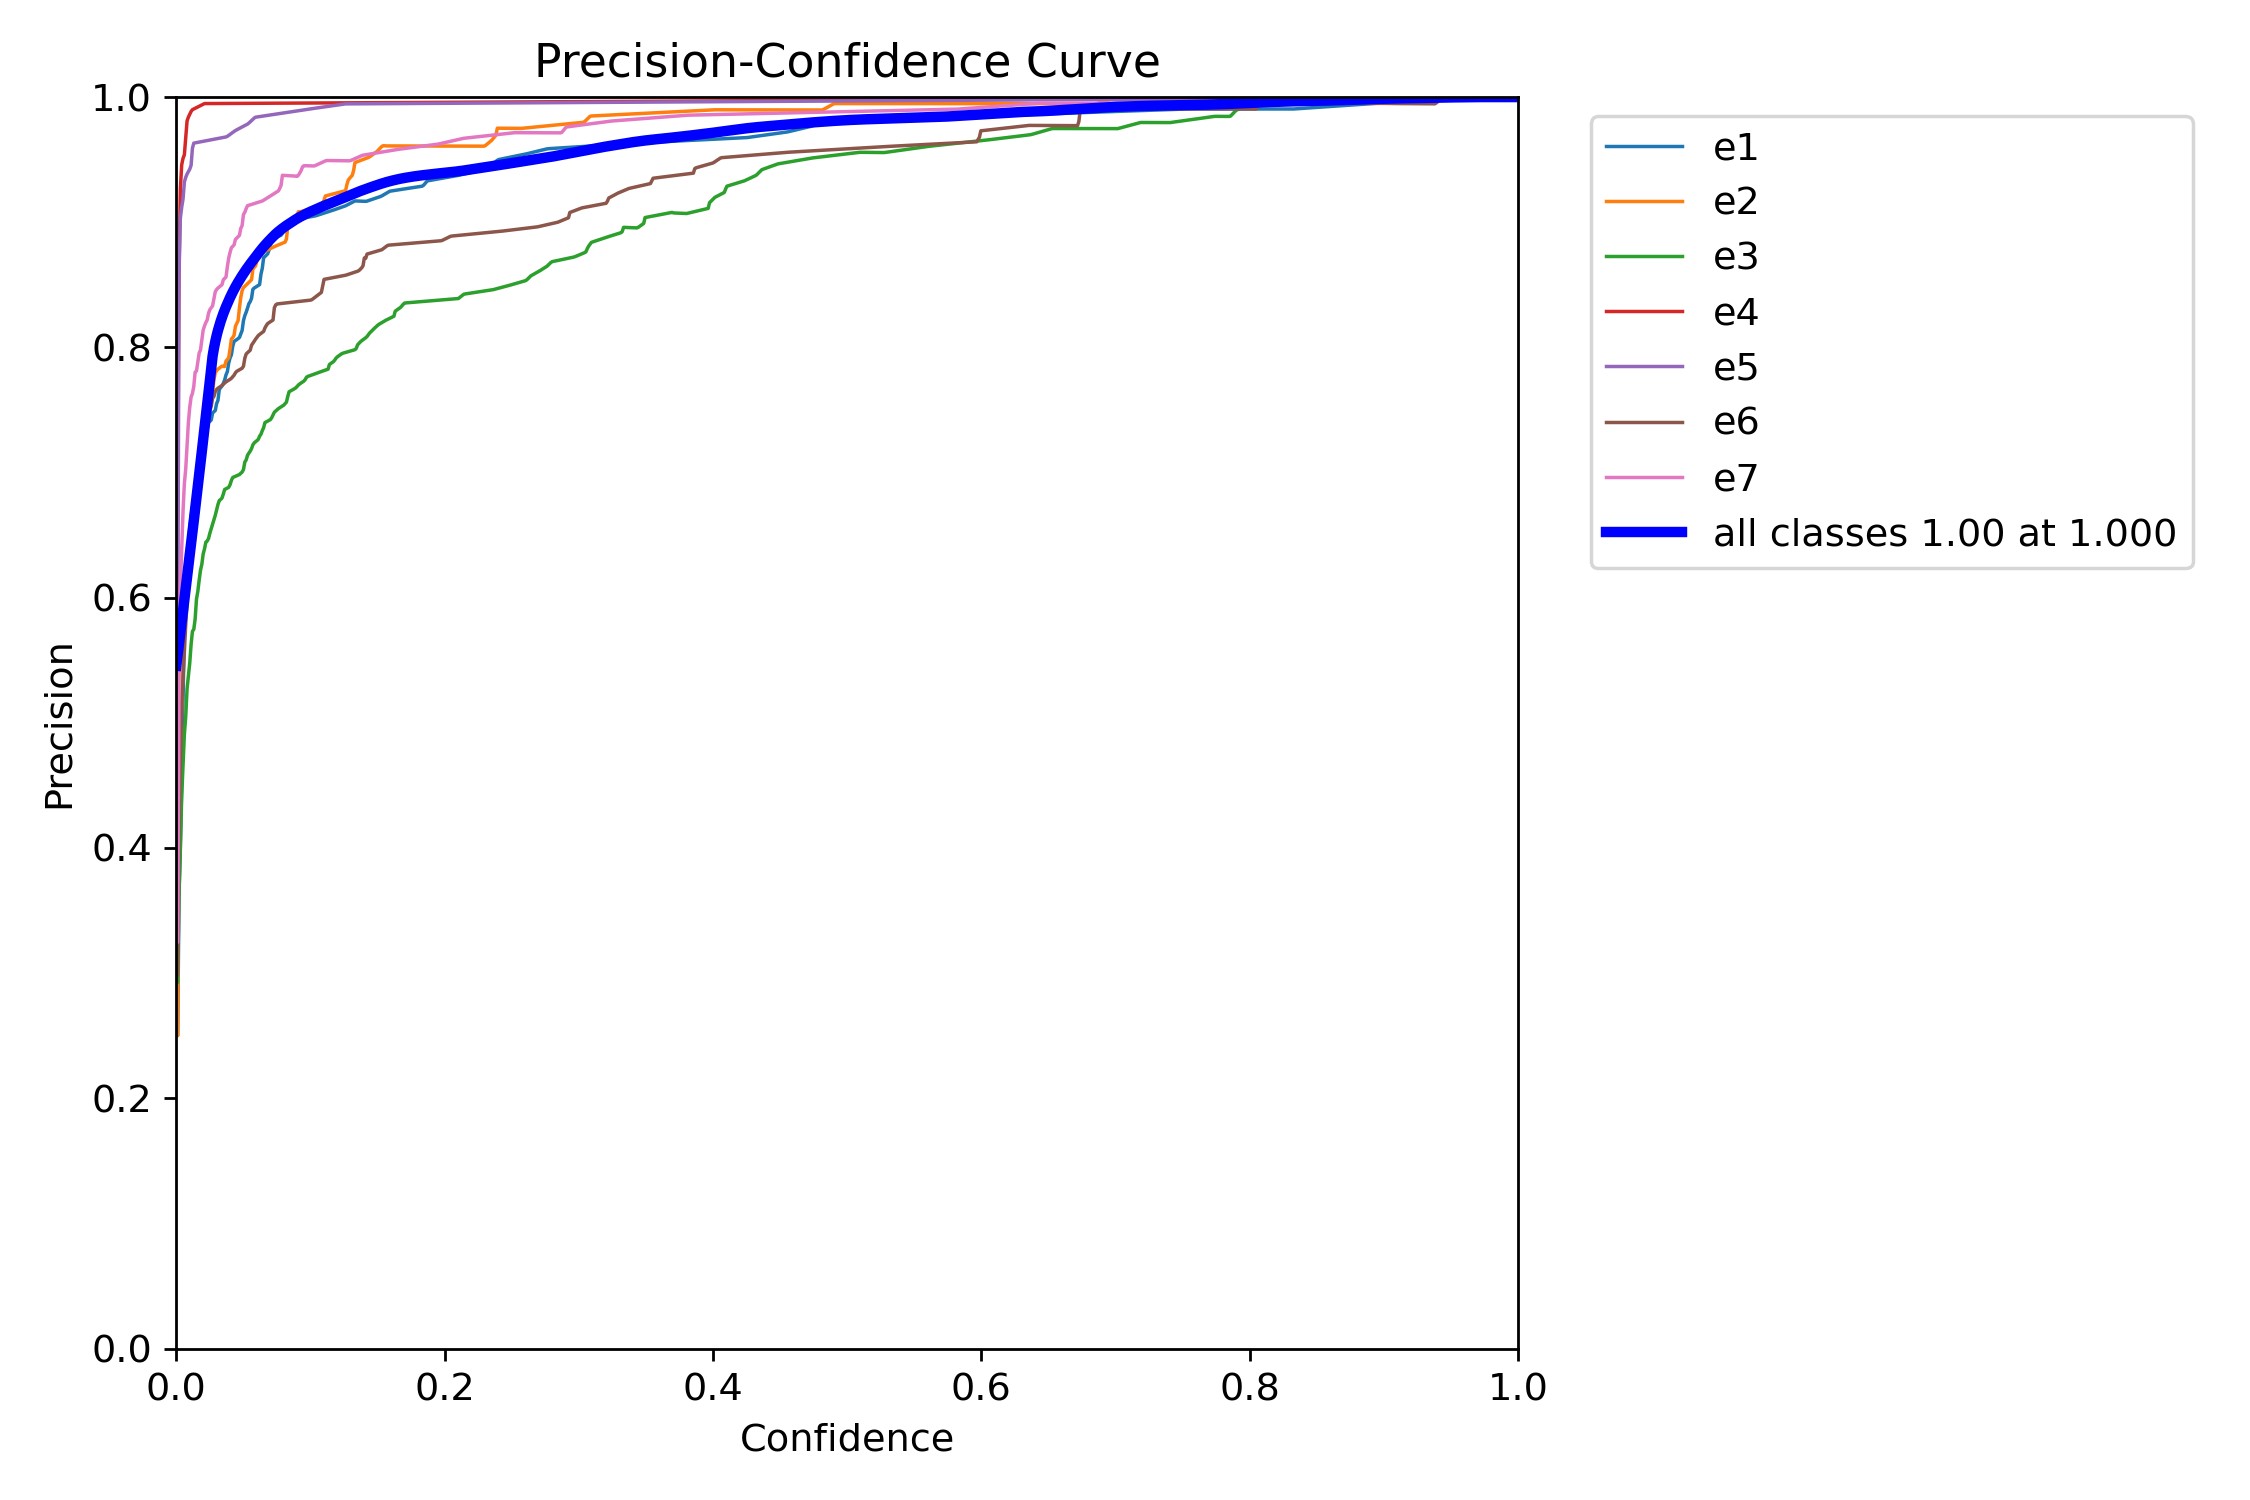 Precision-Confidence Curve
1.0
0.8
0.6
0.4
0.2
0.0
Precision
0.0 0.2 0.4 0.6 0.8 1.0
Confidence
e1
e2
e3
e4
e5
e6
e7
all classes 1.00 at 1.000